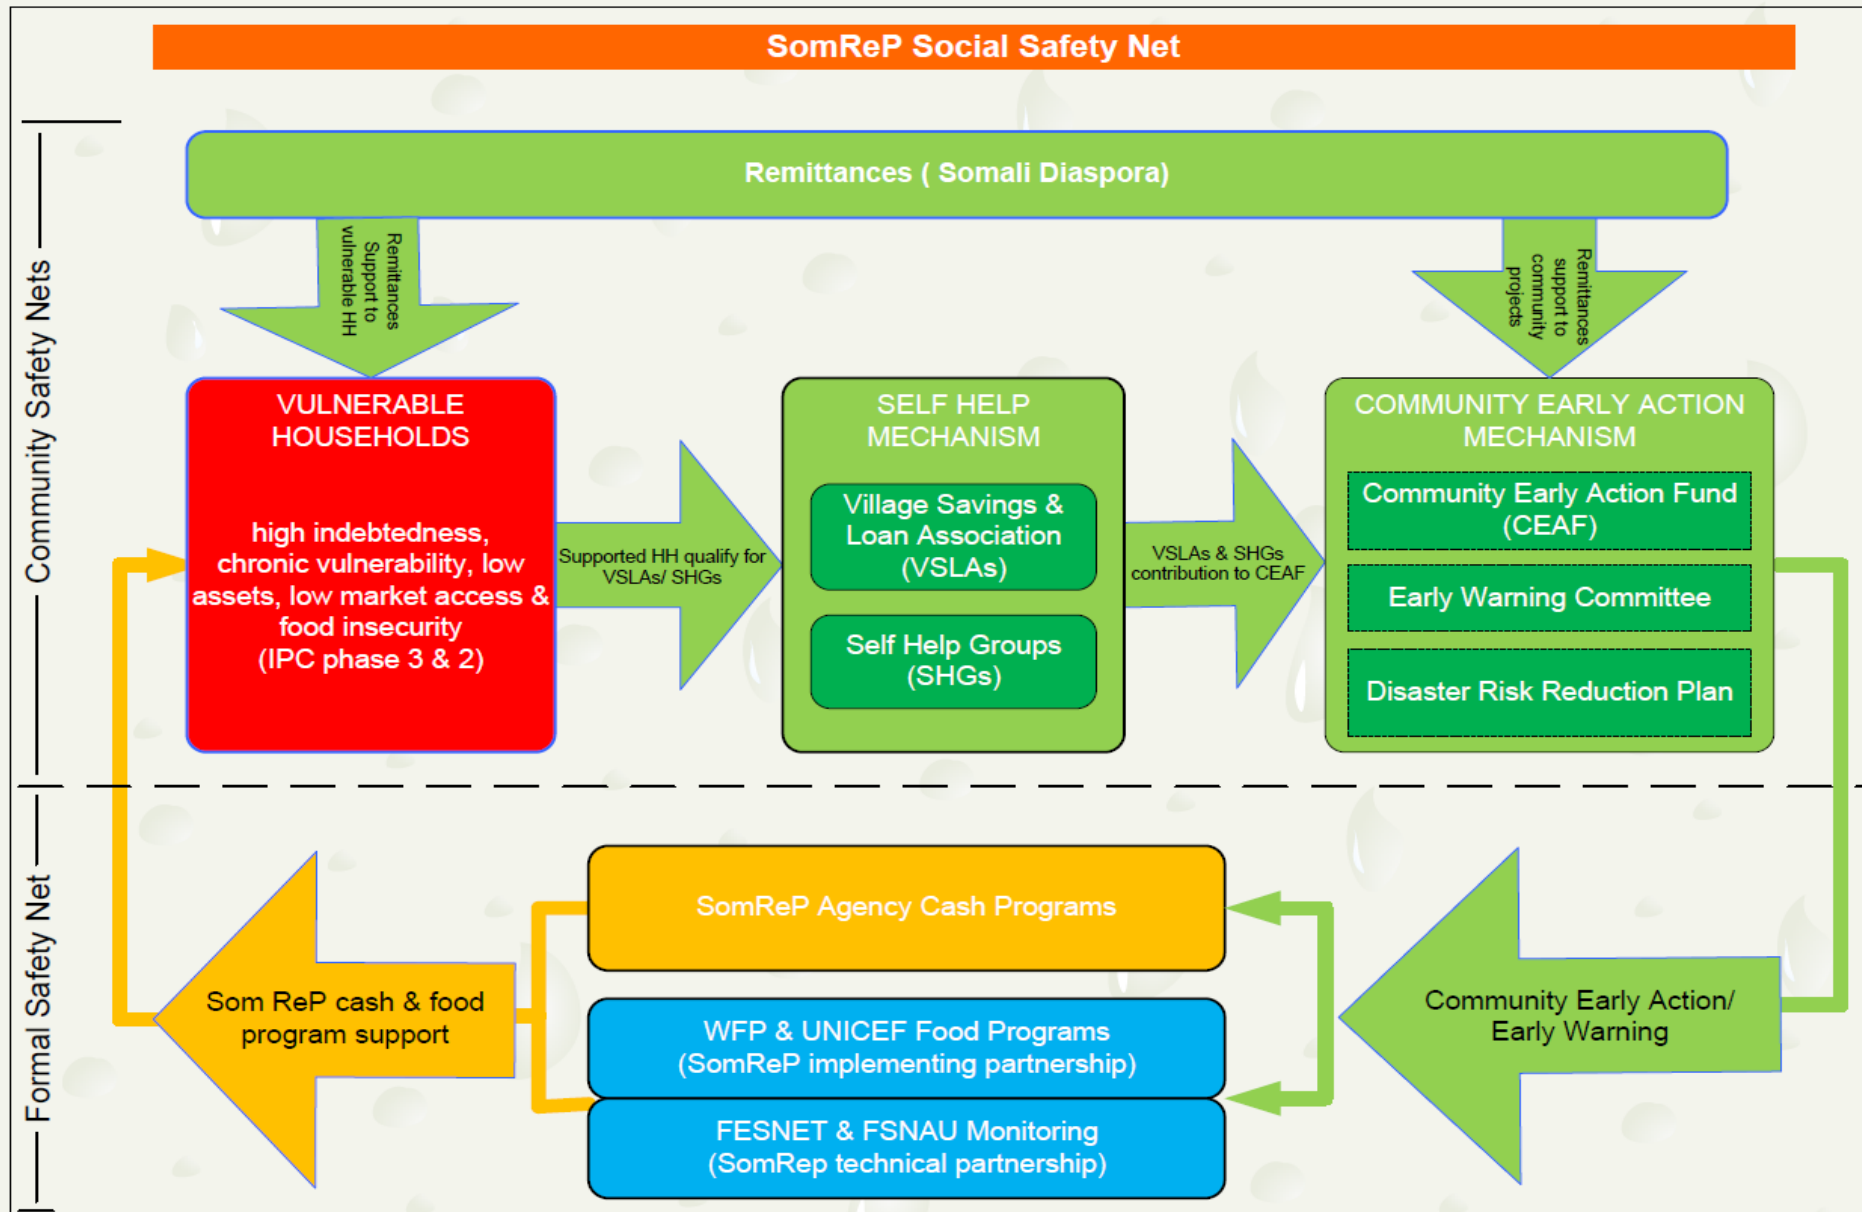 SomReP Social Safety Net
Community Safety Nets
Remittances ( Somali Diaspora)
Remittances
Support to
vulnerable HH
Remittances
support to
community
projects
VULNERABLE
HOUSEHOLDS
high indebtedness,
chronic vulnerability, low
assets, low market access &
food insecurity
(IPC phase 3 & 2)
Supported HH qualify for
VSLAs/ SHGs
SELF HELP
MECHANISM
Village Savings &
Loan Association
(VSLAs)
Self Help Groups
(SHGs)
VSLAs & SHGs
contribution to CEAF
COMMUNITY EARLY ACTION
MECHANISM
Community Early Action Fund
(CEAF)
Early Warning Committee
Disaster Risk Reduction Plan
Formal Safety Net
Som ReP cash & food
program support
SomReP Agency Cash Programs
WFP & UNICEF Food Programs
(SomReP implementing partnership)
FESNET & FSNAU Monitoring
(SomRep technical partnership)
Community Early Action/
Early Warning